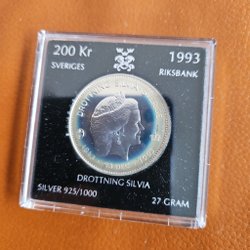 200 Kr 1993
SVERIGES RIKSBANK
DROTTNING SILVIA
DROTTNING SILVIA
SILVER 925/1000 27 GRAM